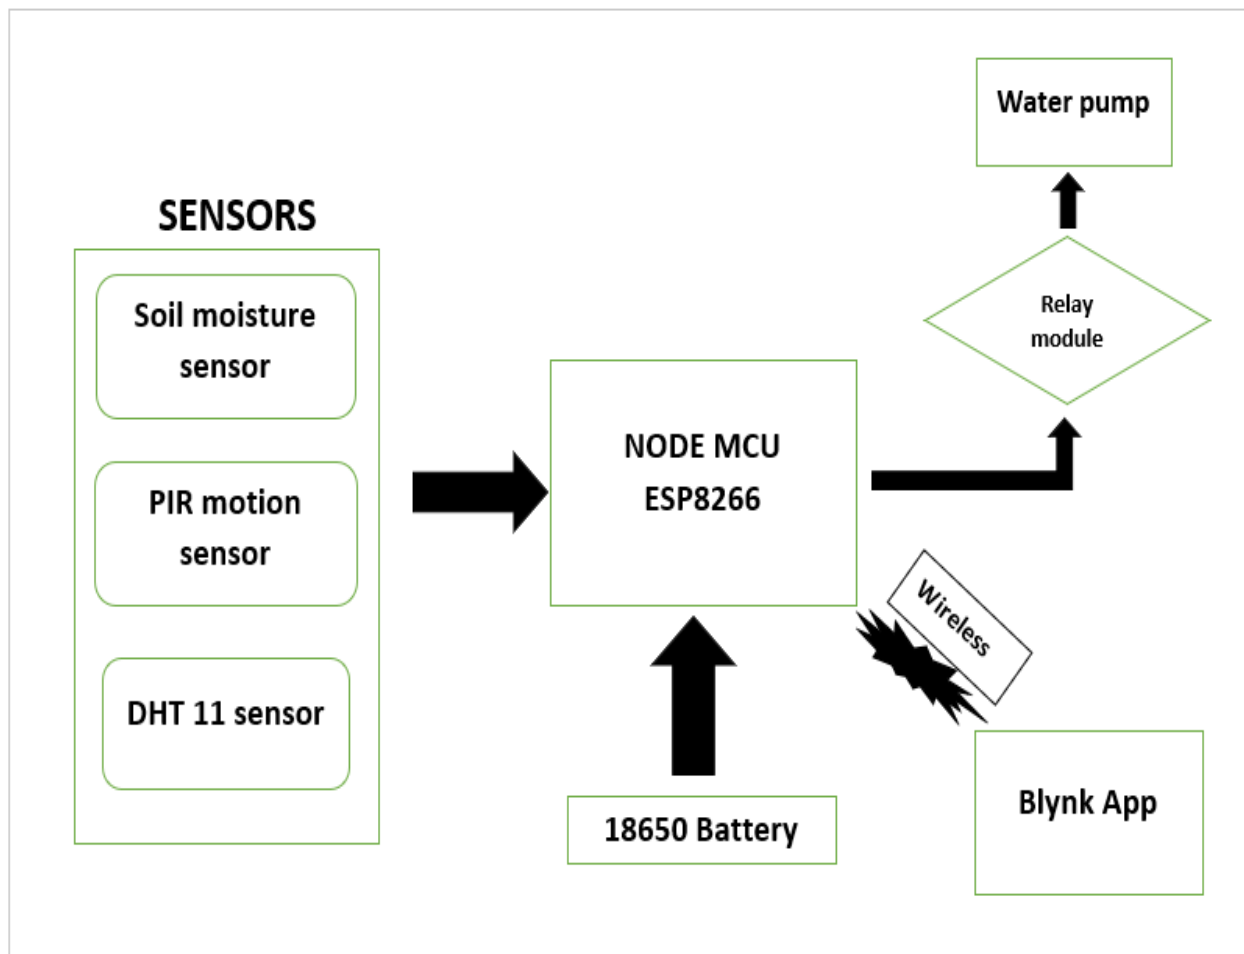 SENSORS
Soil moisture
sensor
PIR motion
sensor
DHT 11 sensor
NODE MCU
ESP8266
18650 Battery
Water pump
Relay
module
Wireless
Blynk App